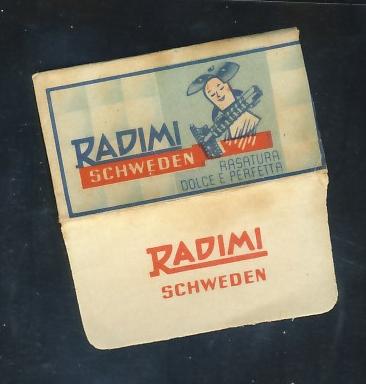 RADIMI
SCHWEDEN
RASATURA
DOLCE E PERFETTA
RADIMI
SCHWEDEN